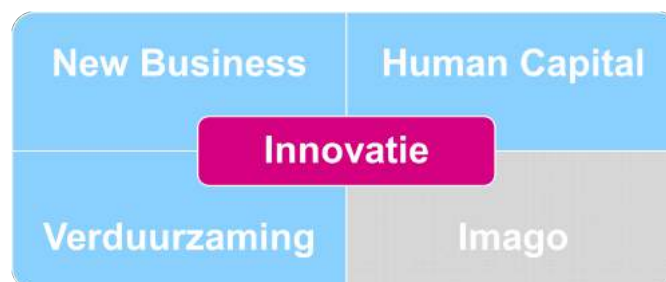 New Business
Human Capital
Innovatie
Verduurzaming
Imago